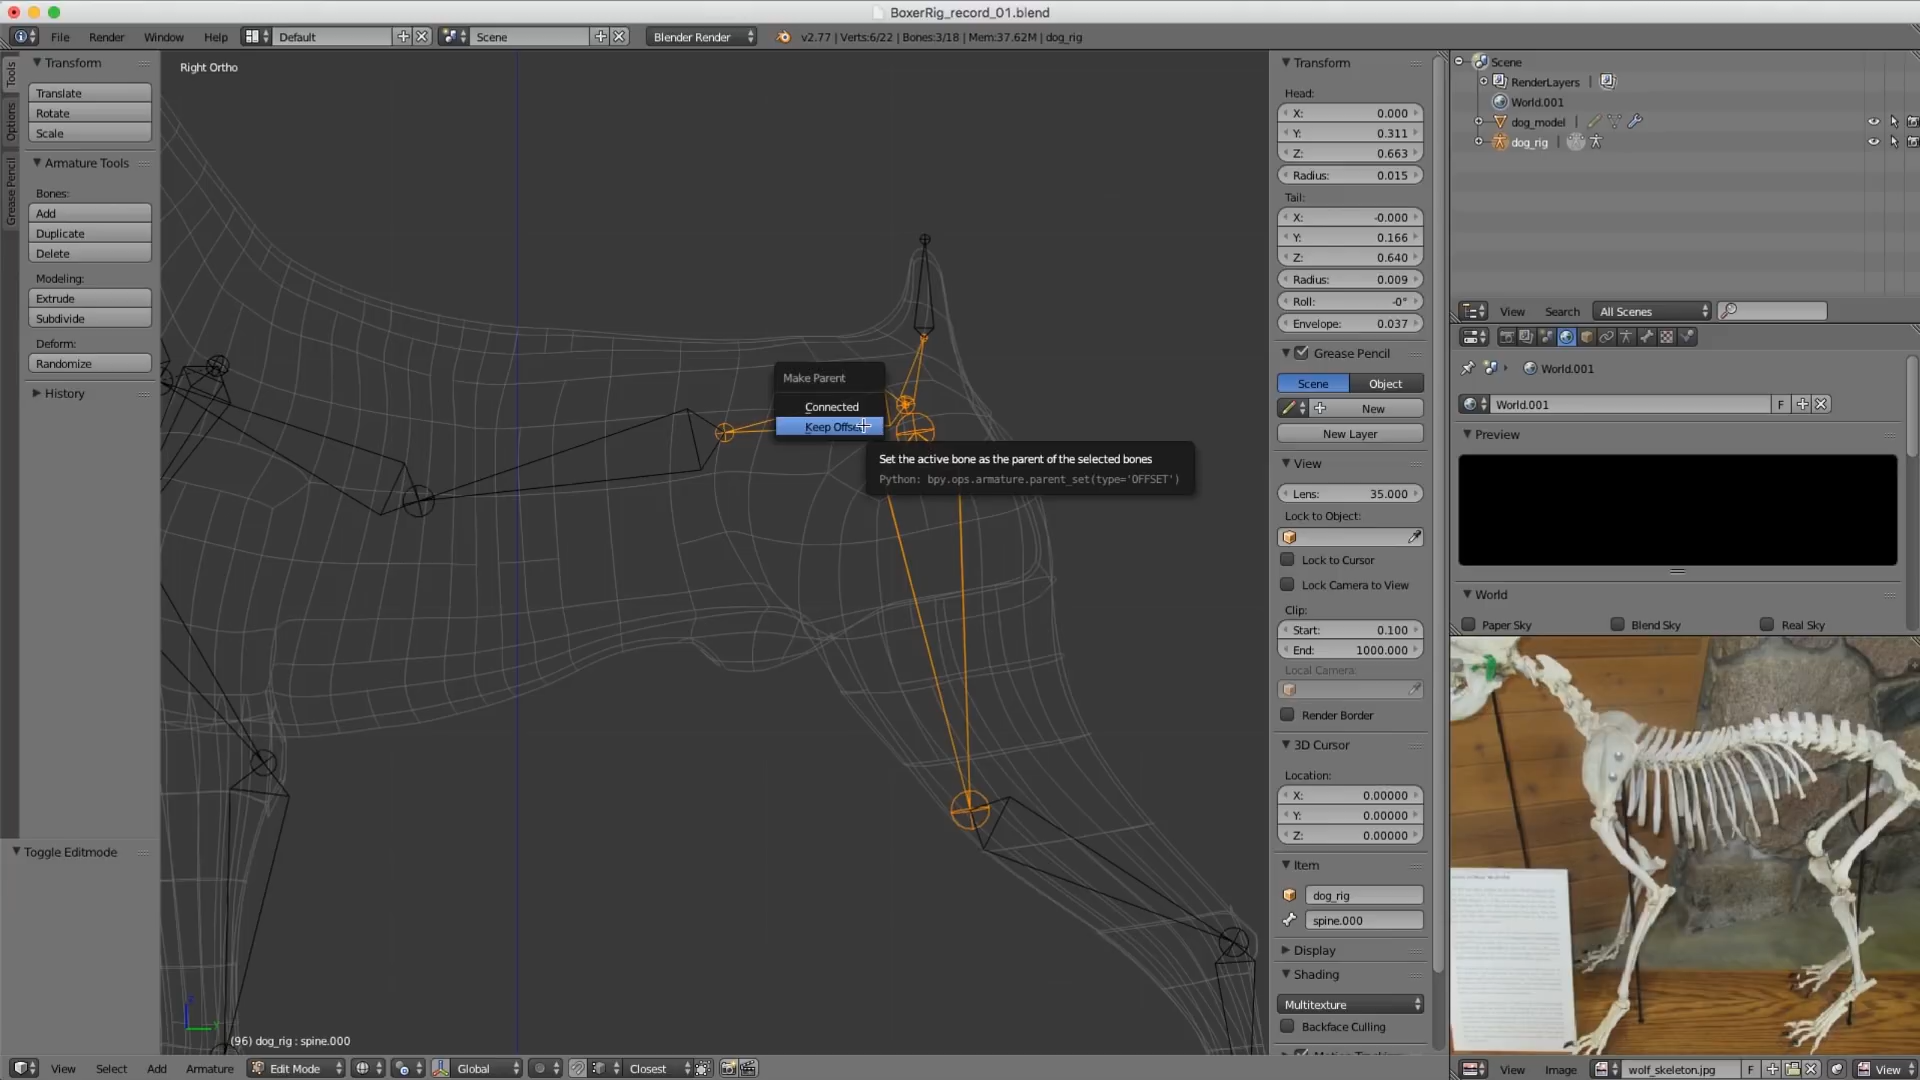 BoxerRig_record_01.blend
File Render Window Help Default Scene Blender Render v2.77 | Verts:6/22 | Bones:3/18 | Mem:37.62M | dog_rig
Tools
Options
Grease Pencil
Transform
Translate
Rotate
Scale
Armature Tools
Bones:
Add
Duplicate
Delete
Modeling:
Extrude
Subdivide
Deform:
Randomize
History
Toggle Editmode
Right Ortho
Make Parent
Connected
Keep Offs
Set the active bone as the parent of the selected bones
Python: bpy.ops.armature.parent_set(type='OFFSET')
(96) dog_rig : spine.000
View Select Add Armature Edit Mode Global Closest
Transform
Head:
X: 0.000
Y: 0.311
Z: 0.663
Radius: 0.015
Tail:
X: -0.000
Y: 0.166
Z: 0.640
Radius: 0.009
Roll: -0°
Envelope: 0.037
Grease Pencil
Scene Object
New
New Layer
View
Lens: 35.000
Lock to Object:
Lock to Cursor
Lock Camera to View
Clip:
Start: 0.100
End: 1000.000
Local Camera:
Render Border
3D Cursor
Location:
X: 0.00000
Y: 0.00000
Z: 0.00000
Item
dog_rig
spine.000
Display
Shading
Multitexture
Backface Culling
Scene
RenderLayers
World.001
dog_model
dog_rig
View Search All Scenes
World.001
World.001 F
Preview
World
Paper Sky Blend Sky Real Sky
View Image wolf_skeleton.jpg F View